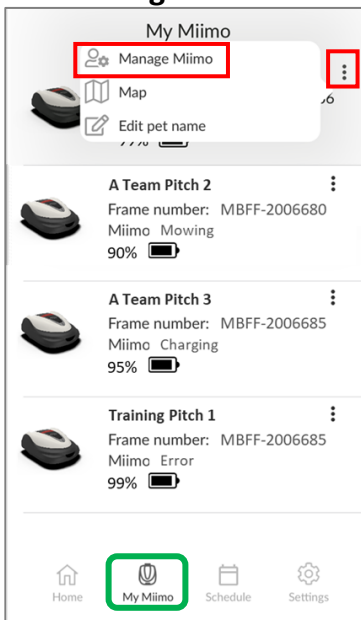 My Miimo
Manage Miimo
Map
Edit pet name
A Team Pitch 2
Frame number: MBFF-2006680
Miimo Mowing
90%
A Team Pitch 3
Frame number: MBFF-2006685
Miimo Charging
95%
Training Pitch 1
Frame number: MBFF-2006685
Miimo Error
99%
Home My Miimo Schedule Settings